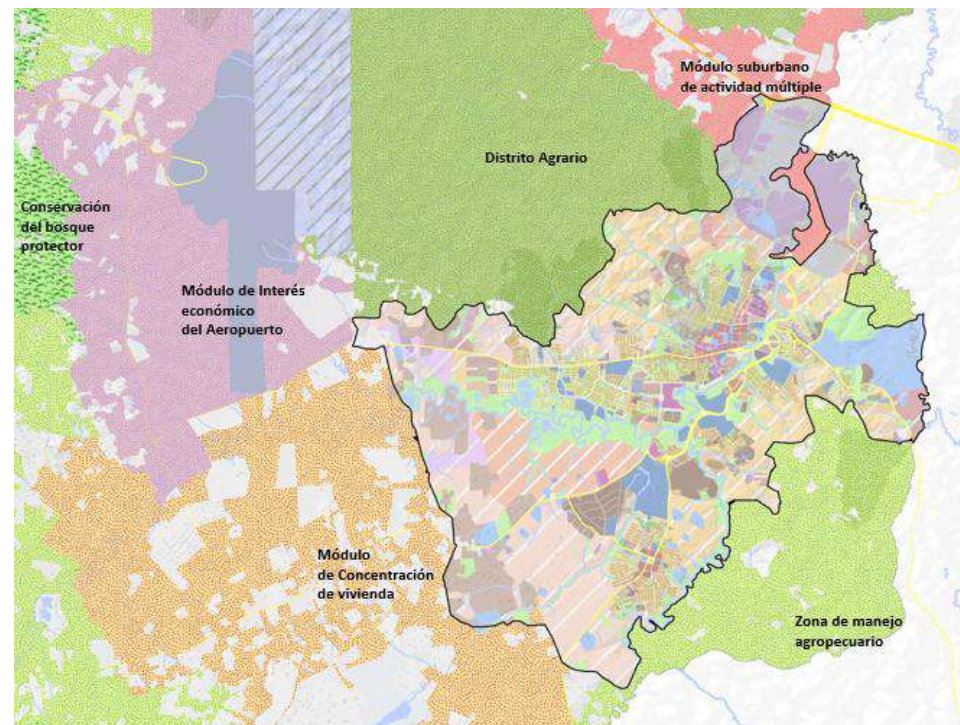 Módulo suburbano
de actividad múltiple
Distrito Agrario
Conservación
del bosque
protector
Módulo de Interés
económico
del Aeropuerto
Módulo
de Concentración
de vivienda
Zona de manejo
agropecuario